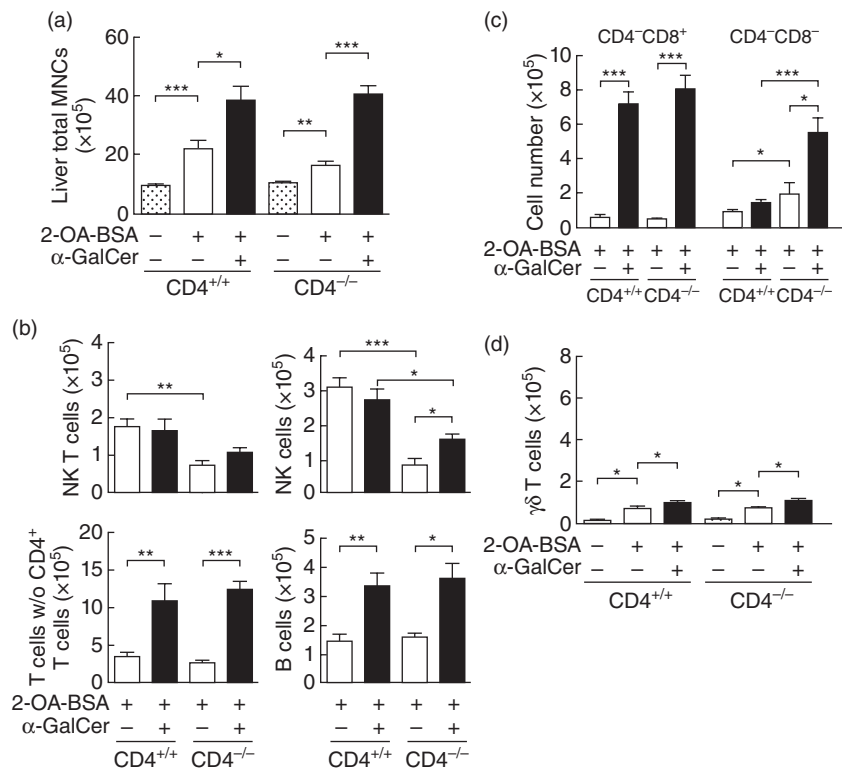 (a)
* ***
*** **
60
40
20
0
Liver total MNCs
(×10⁵)
2-OA-BSA – + + – + +
α-GalCer – – + – – +
CD4⁺/⁺ CD4⁻/⁻
(b)
4
3
2
1
0
NK T cells (×10⁵)
**
4
3
2
1
0
NK cells (×10⁵)
***
*
*
20
15
10
5
0
T cells w/o CD4⁺
T cells (×10⁵)
** ***
5
4
3
2
1
0
B cells (×10⁵)
** *
2-OA-BSA + + + + + + + +
α-GalCer – + – + – + – +
CD4⁺/⁺ CD4⁻/⁻ CD4⁺/⁺ CD4⁻/⁻
(c)
CD4⁻CD8⁺ CD4⁻CD8⁻
10
8
6
4
2
0
Cell number (×10⁵)
*** ***
***
*
*
2-OA-BSA + + + + + + + +
α-GalCer – + – + – + – +
CD4⁺/⁺ CD4⁻/⁻ CD4⁺/⁺ CD4⁻/⁻
(d)
8
6
4
2
0
γδ T cells (×10⁵)
* * * *
2-OA-BSA – + + – + +
α-GalCer – – + – – +
CD4⁺/⁺ CD4⁻/⁻